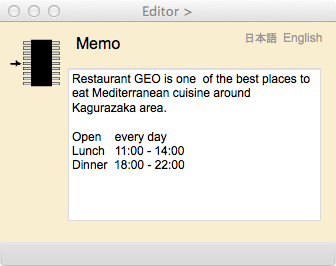 Editor >
Memo
日本語 English
Restaurant GEO is one  of the best places to
eat Mediterranean cuisine around
Kagurazaka area.
Open    every day
Lunch   11:00 - 14:00
Dinner  18:00 - 22:00